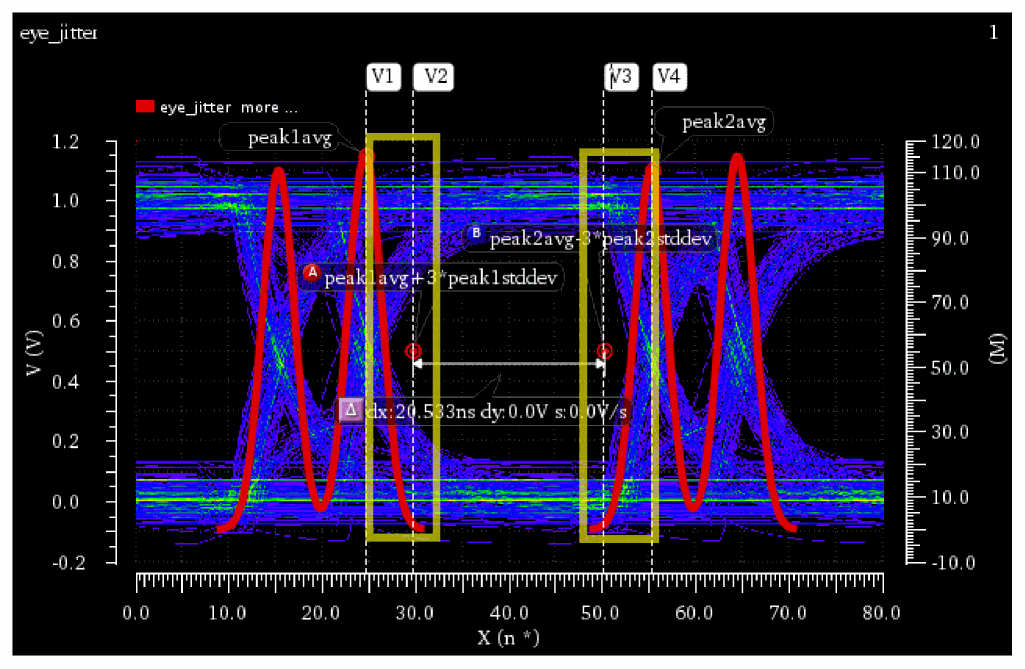 eye_jitter
1
V1 V2 V3 V4
eye_jitter more ...
peak1avg
peak2avg
1.2
1.0
0.8
0.6
0.4
0.2
0.0
-0.2
V (V)
B peak2avg-3*peak2stddev
A peak1avg+3*peak1stddev
Δ dx:20.533ns dy:0.0V s:0.0V/s
120.0
110.0
90.0
70.0
50.0
30.0
10.0
-10.0
(M)
0.0 10.0 20.0 30.0 40.0 50.0 60.0 70.0 80.0
X (n *)